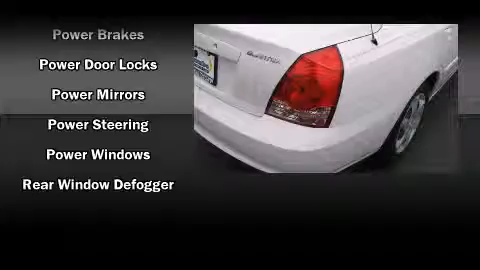 Power Brakes
Power Door Locks
Power Mirrors
Power Steering
Power Windows
Rear Window Defogger